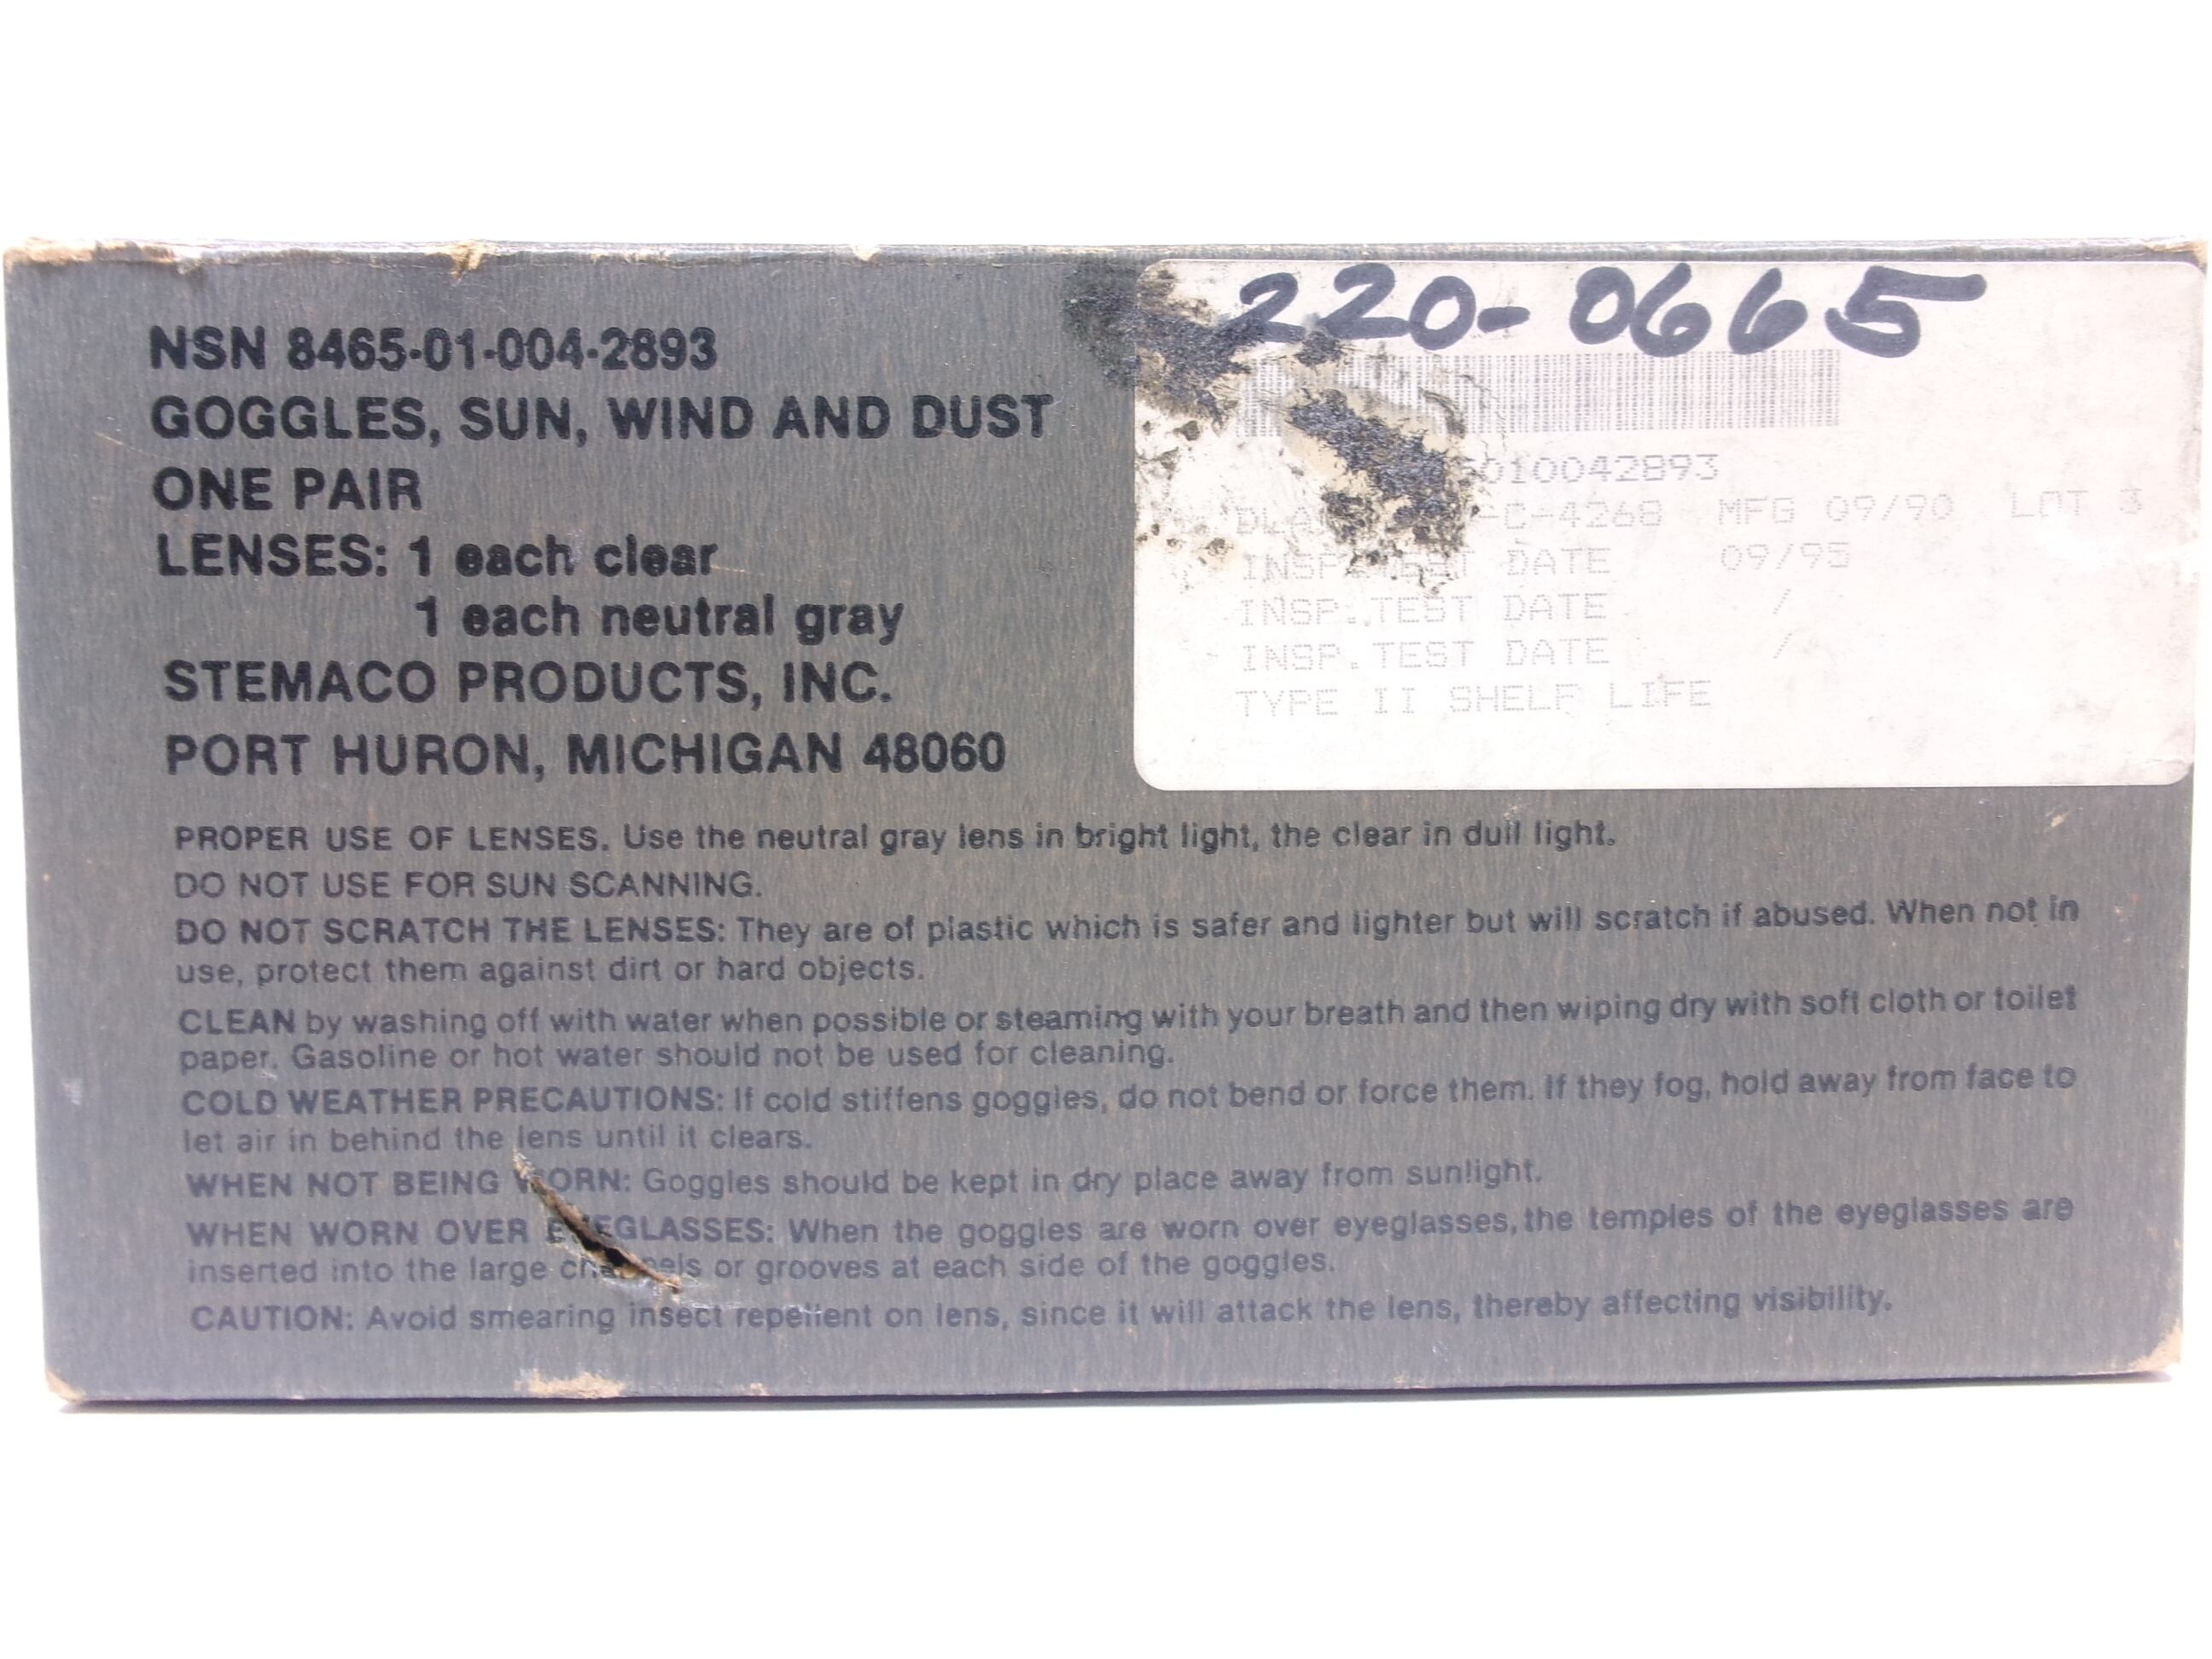 NSN 8465-01-004-2893
GOGGLES, SUN, WIND AND DUST
ONE PAIR
LENSES: 1 each clear
1 each neutral gray
STEMACO PRODUCTS, INC.
PORT HURON, MICHIGAN 48060
220-0665
010042893
-C-4268 MFG 09/90 LOT 3
INSP.TEST DATE 09/95
INSP.TEST DATE /
INSP.TEST DATE /
TYPE II SHELF LIFE
PROPER USE OF LENSES. Use the neutral gray lens in bright light, the clear in dull light.
DO NOT USE FOR SUN SCANNING.
DO NOT SCRATCH THE LENSES: They are of plastic which is safer and lighter but will scratch if abused. When not in
use, protect them against dirt or hard objects.
CLEAN by washing off with water when possible or steaming with your breath and then wiping dry with soft cloth or toilet
paper. Gasoline or hot water should not be used for cleaning.
COLD WEATHER PRECAUTIONS: If cold stiffens goggles, do not bend or force them. If they fog, hold away from face to
let air in behind the lens until it clears.
WHEN NOT BEING WORN: Goggles should be kept in dry place away from sunlight.
WHEN WORN OVER EYEGLASSES: When the goggles are worn over eyeglasses, the temples of the eyeglasses are
inserted into the large channels or grooves at each side of the goggles.
CAUTION: Avoid smearing insect repellent on lens, since it will attack the lens, thereby affecting visibility.